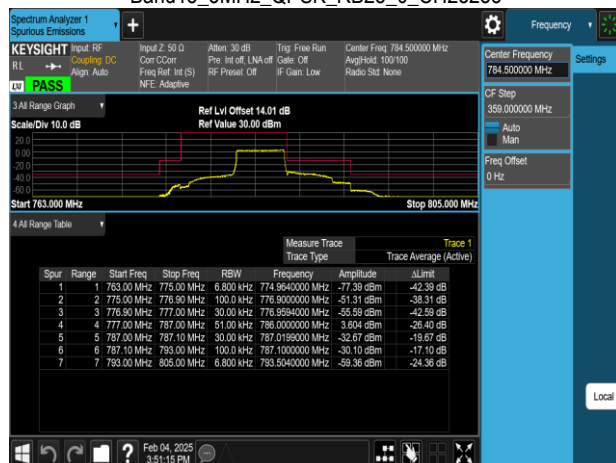 Spectrum Analyzer 1
Spurious Emissions
Frequency
KEYSIGHT
RL
Input: RF
Coupling: DC
Align: Auto
Input Z: 50 Ω
Corr CCorr
Freq Ref: Int (S)
NFE: Adaptive
Atten: 30 dB
Pre: Int off, LNA off
RF Preset: Off
Trig: Free Run
Gate: Off
IF Gain: Low
Center Freq: 784.500000 MHz
Avg|Hold: 100/100
Radio Std: None
LXI PASS
Center Frequency
784.500000 MHz
Settings
CF Step
359.000000 MHz
Auto
Man
Freq Offset
0 Hz
3 All Range Graph
Scale/Div 10.0 dB
Ref Lvl Offset 14.01 dB
Ref Value 30.00 dBm
20.0
0.00
-20.0
-40.0
-60.0
Start 763.000 MHz
Stop 805.000 MHz
4 All Range Table
Measure Trace Trace 1
Trace Type Trace Average (Active)
Spur Range Start Freq Stop Freq RBW Frequency Amplitude ΔLimit
1 1 763.00 MHz 775.00 MHz 6.800 kHz 774.9640000 MHz -77.39 dBm -42.39 dB
2 2 775.00 MHz 776.90 MHz 100.0 kHz 776.9000000 MHz -51.31 dBm -38.31 dB
3 3 776.90 MHz 777.00 MHz 30.00 kHz 776.9594000 MHz -55.59 dBm -42.59 dB
4 4 777.00 MHz 787.00 MHz 51.00 kHz 786.0000000 MHz 3.604 dBm -26.40 dB
5 5 787.00 MHz 787.10 MHz 30.00 kHz 787.0199000 MHz -32.67 dBm -19.67 dB
6 6 787.10 MHz 793.00 MHz 100.0 kHz 787.1000000 MHz -30.10 dBm -17.10 dB
7 7 793.00 MHz 805.00 MHz 6.800 kHz 793.5040000 MHz -59.36 dBm -24.36 dB
Local
Feb 04, 2025
3:51:15 PM